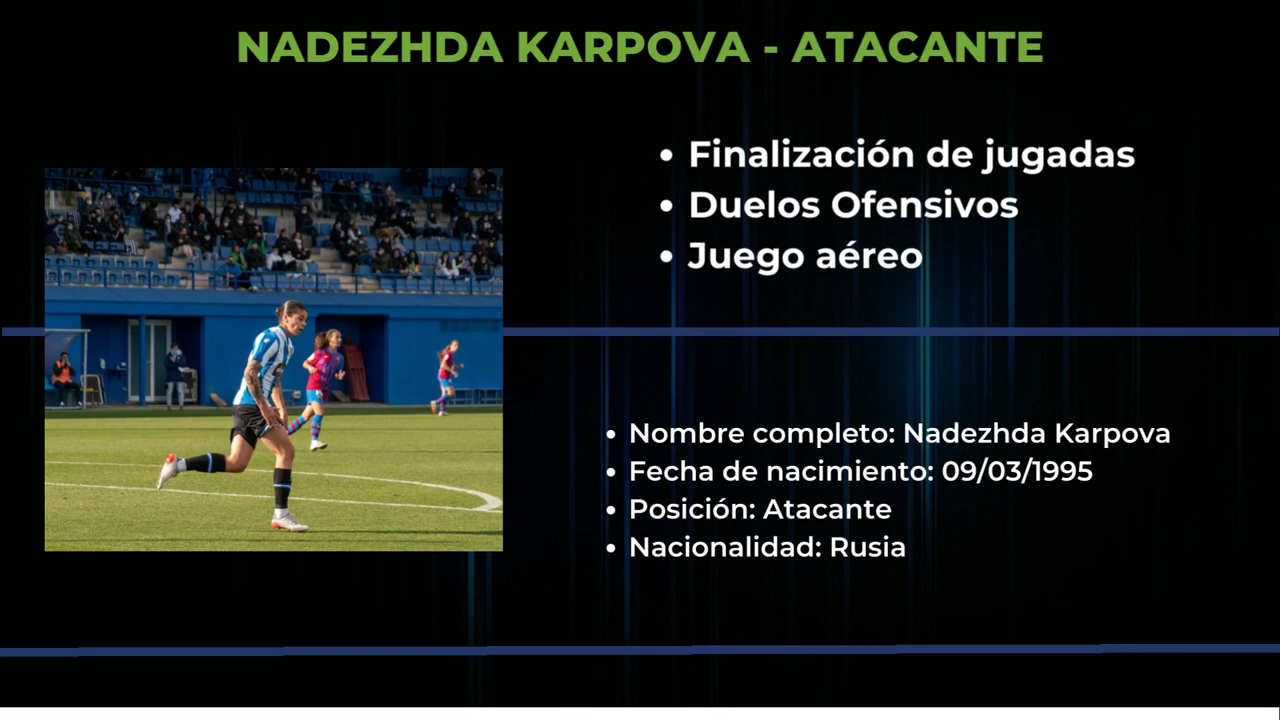 NADEZHDA KARPOVA - ATACANTE
• Finalización de jugadas
• Duelos Ofensivos
• Juego aéreo
• Nombre completo: Nadezhda Karpova
• Fecha de nacimiento: 09/03/1995
• Posición: Atacante
• Nacionalidad: Rusia